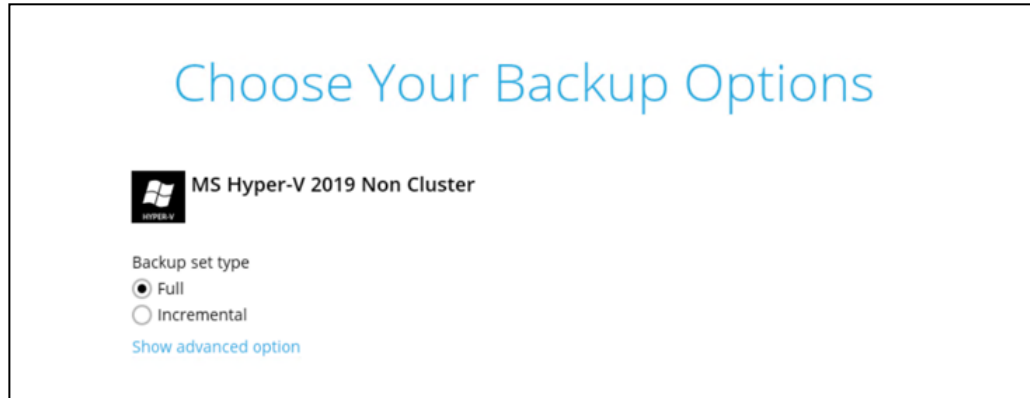 Choose Your Backup Options
MS Hyper-V 2019 Non Cluster
HYPER-V
Backup set type
Full
Incremental
Show advanced option